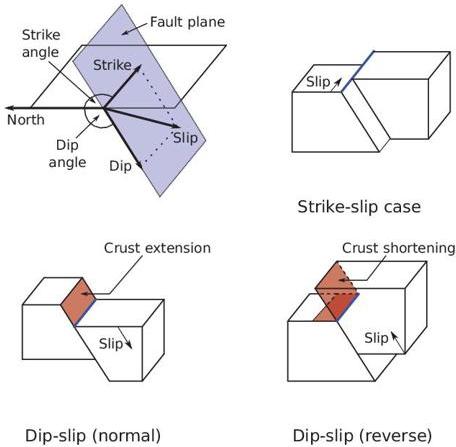 Fault plane
Strike
angle
Strike
North
Dip
angle
Dip
Slip
Slip
Strike-slip case
Crust extension
Slip
Dip-slip (normal)
Crust shortening
Slip
Dip-slip (reverse)